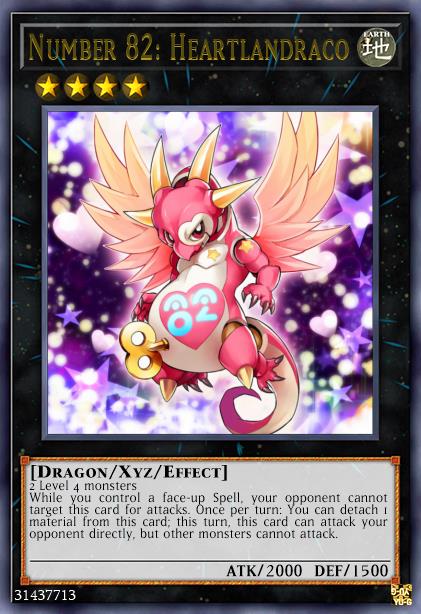 NUMBER 82: HEARTLANDRACO
EARTH
地
82
[DRAGON/XYZ/EFFECT]
2 Level 4 monsters
While you control a face-up Spell, your opponent cannot
target this card for attacks. Once per turn: You can detach 1
material from this card; this turn, this card can attack your
opponent directly, but other monsters cannot attack.
ATK/2000 DEF/1500
31437713